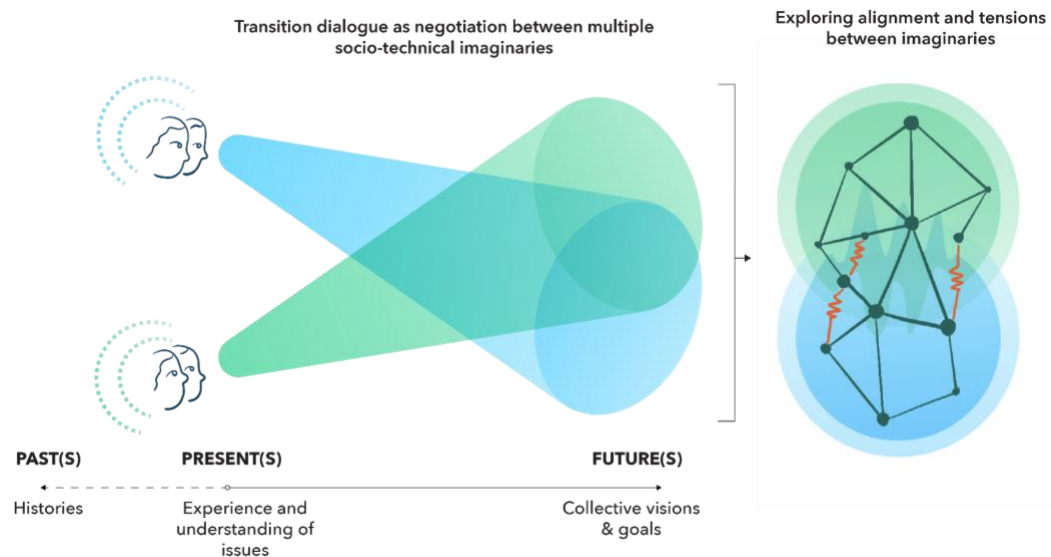 Transition dialogue as negotiation between multiple
socio-technical imaginaries
Exploring alignment and tensions
between imaginaries
PAST(S)
PRESENT(S)
FUTURE(S)
Histories
Experience and
understanding of
issues
Collective visions
& goals